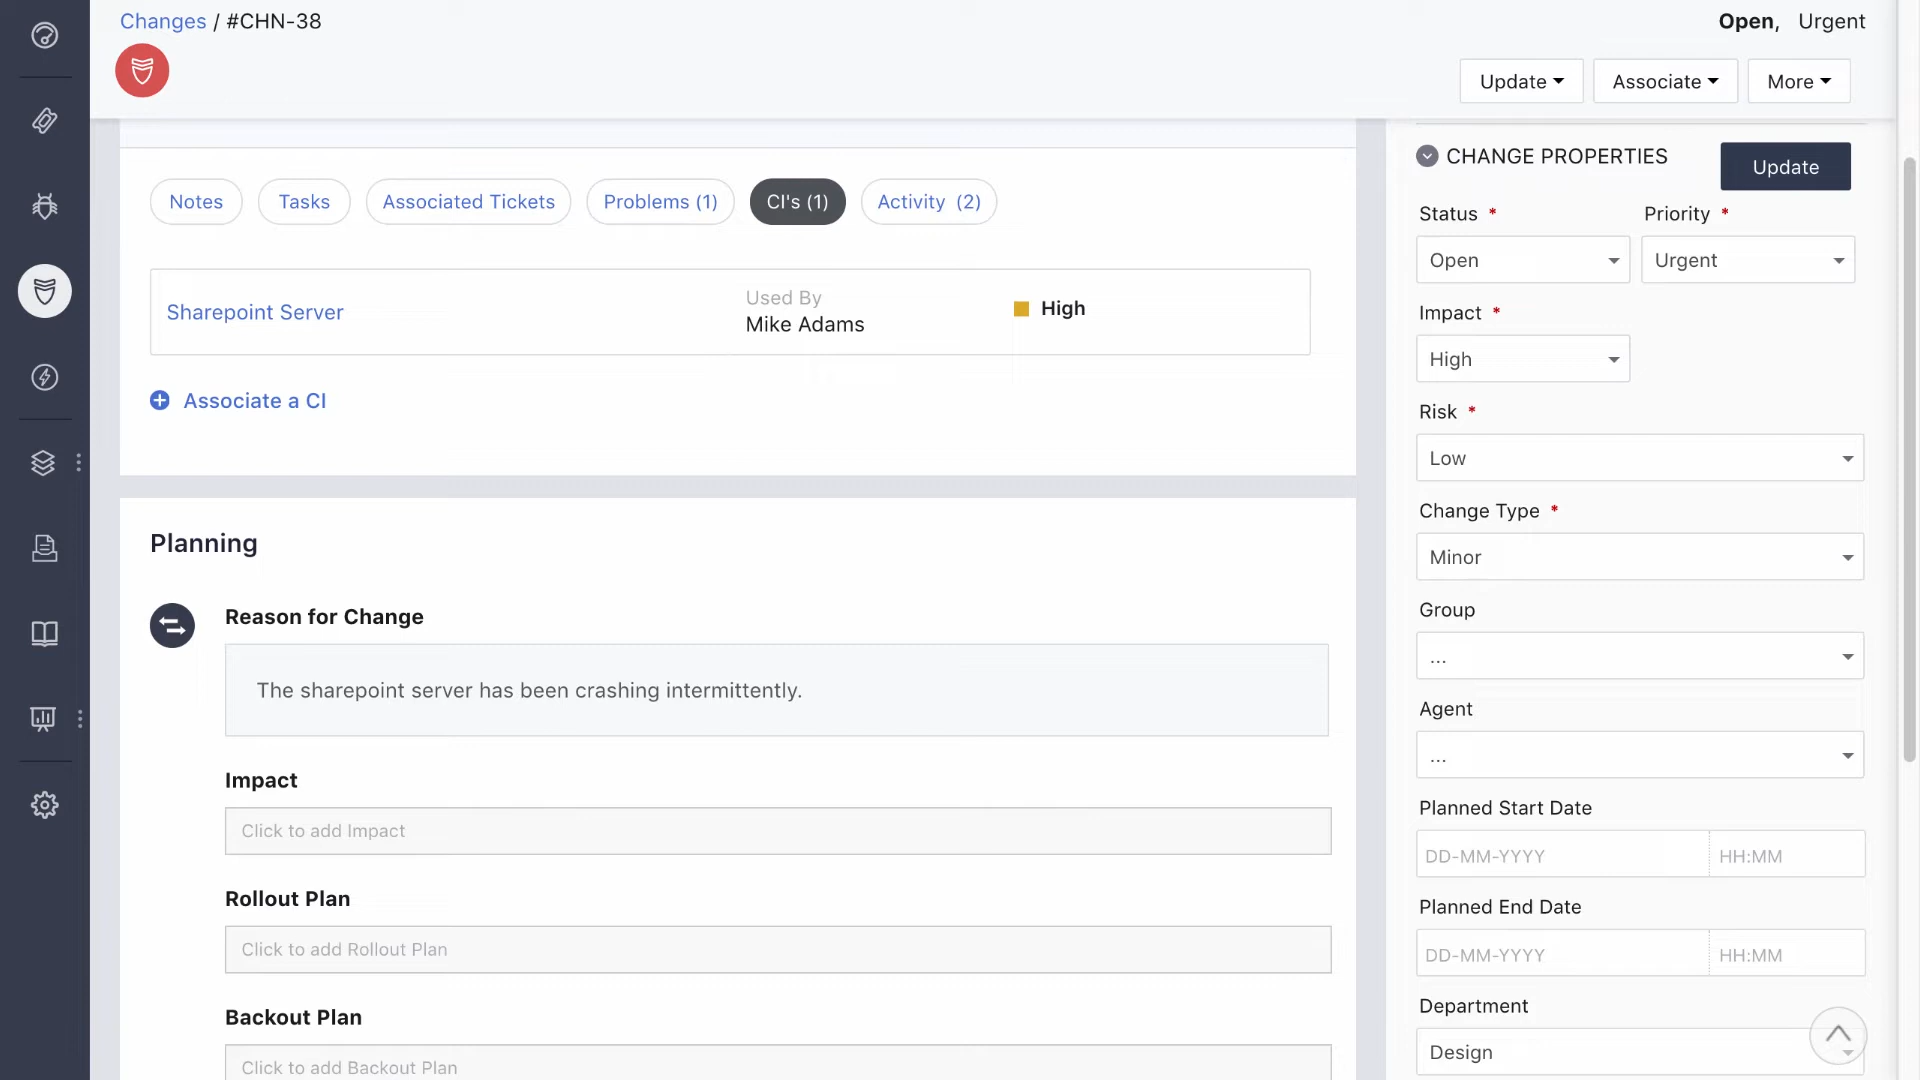 Changes / #CHN-38
Open, Urgent
Update
Associate
More
Notes
Tasks
Associated Tickets
Problems (1)
CI's (1)
Activity (2)
Sharepoint Server
Used By
Mike Adams
High
Associate a CI
Planning
Reason for Change
The sharepoint server has been crashing intermittently.
Impact
Click to add Impact
Rollout Plan
Click to add Rollout Plan
Backout Plan
Click to add Backout Plan
CHANGE PROPERTIES
Update
Status *
Priority *
Open
Urgent
Impact *
High
Risk *
Low
Change Type *
Minor
Group
...
Agent
...
Planned Start Date
DD-MM-YYYY
HH:MM
Planned End Date
DD-MM-YYYY
HH:MM
Department
Design